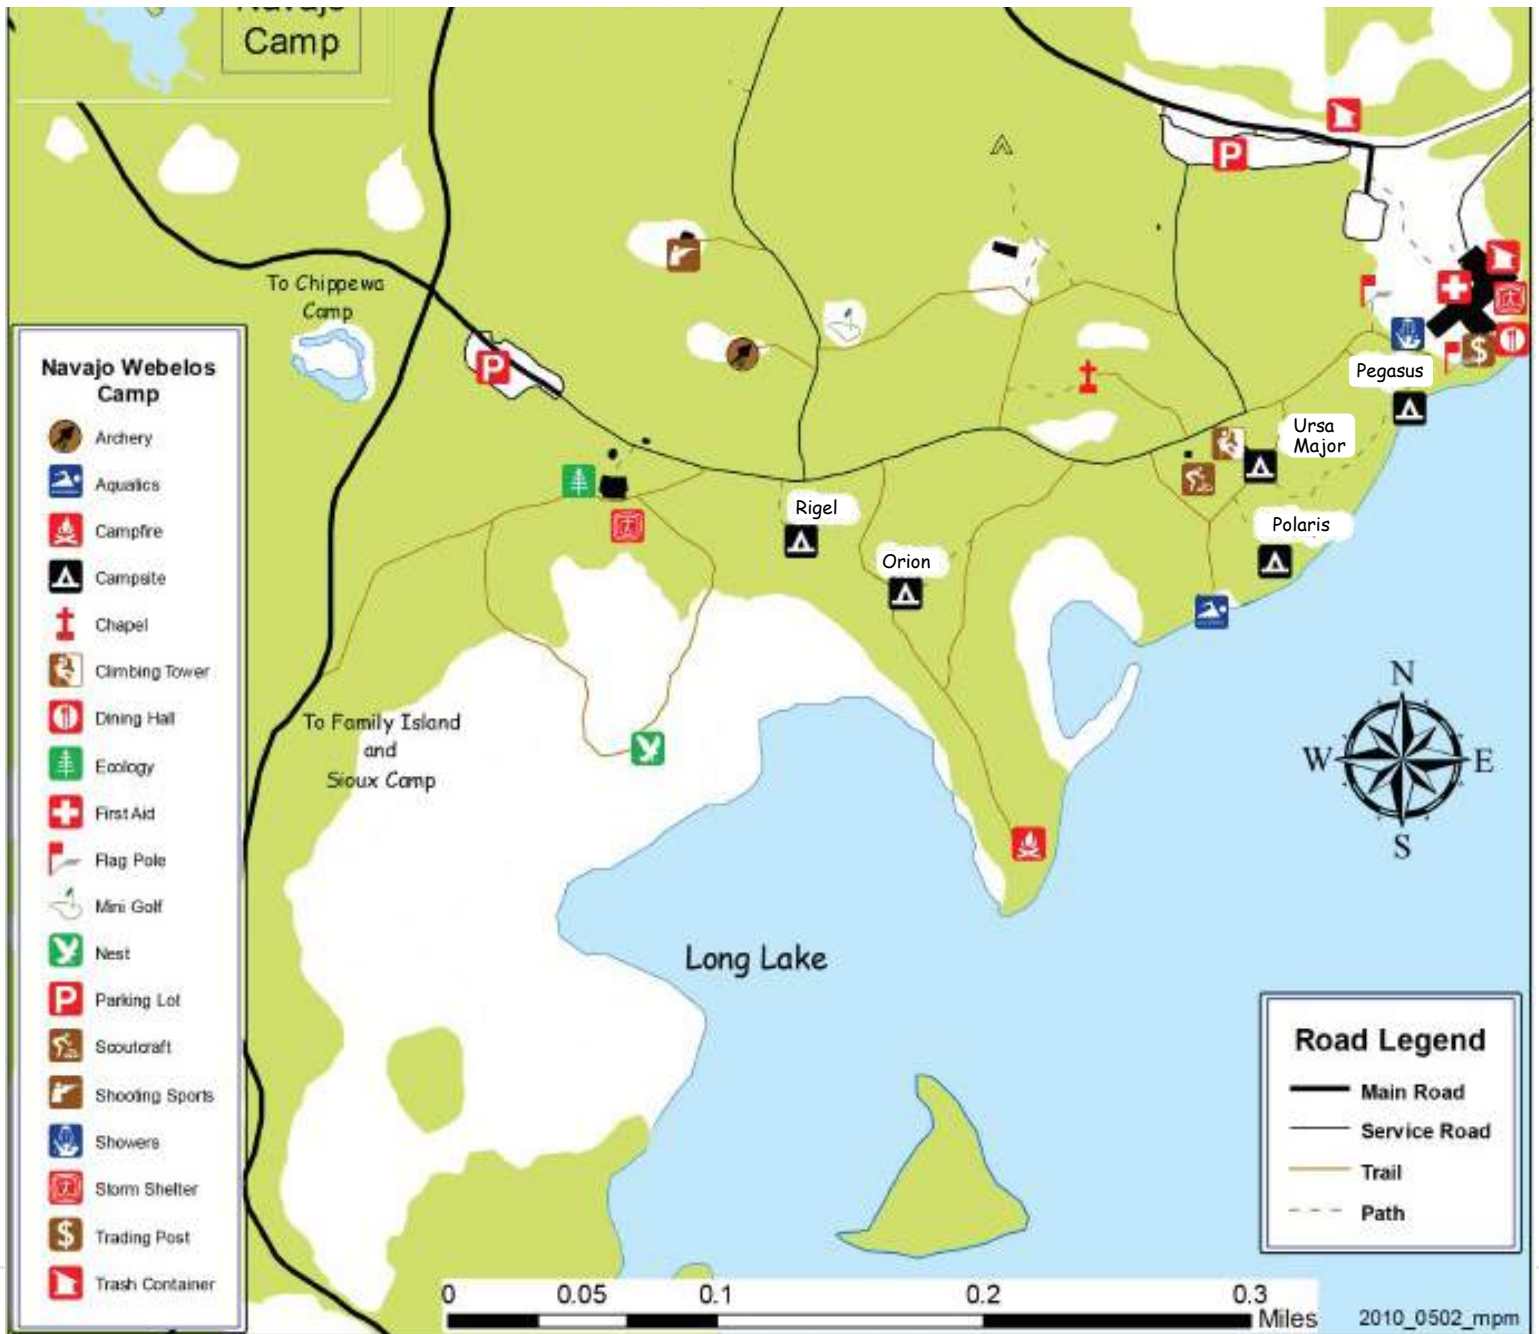 Navajo
Camp
To Chippewa
Camp
Navajo Webelos
Camp
Archery
Aquatics
Campfire
Campsite
Chapel
Climbing Tower
Dining Hall
Ecology
First Aid
Flag Pole
Mini Golf
Nest
Parking Lot
Scoutcraft
Shooting Sports
Showers
Storm Shelter
Trading Post
Trash Container
P
P
P
$
$
Pegasus
Ursa
Major
Rigel
Polaris
Orion
To Family Island
and
Sioux Camp
Long Lake
N
W
E
S
Road Legend
Main Road
Service Road
Trail
Path
0
0.05
0.1
0.2
0.3
Miles
2010_0502_mpm